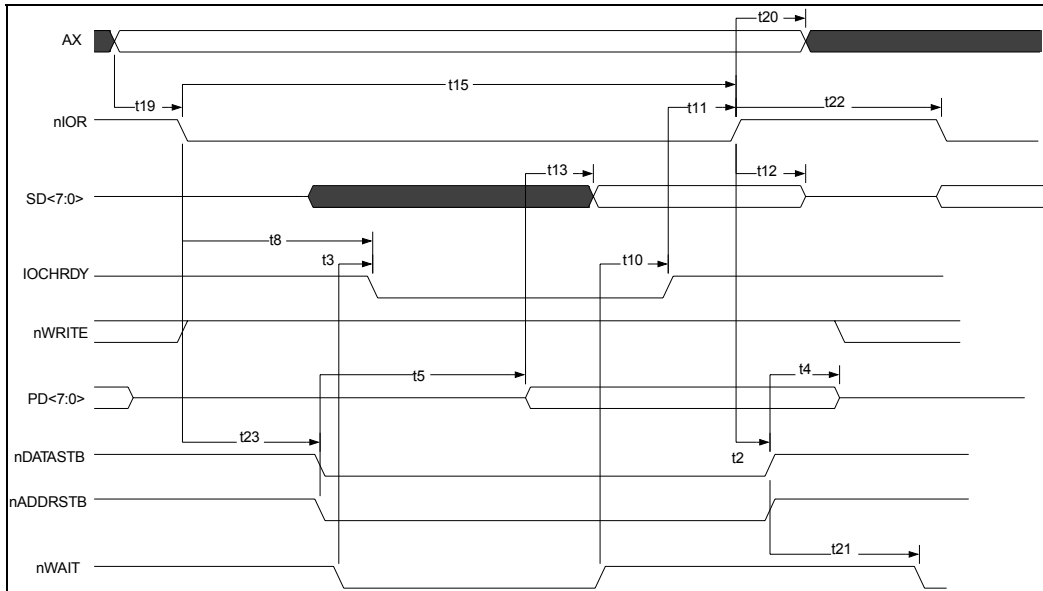 t20
AX
t15
t19
t11
t22
nIOR
t13
t12
SD<7:0>
t8
t3
t10
IOCHRDY
nWRITE
t5
t4
PD<7:0>
t23
nDATASTB
t2
nADDRSTB
t21
nWAIT